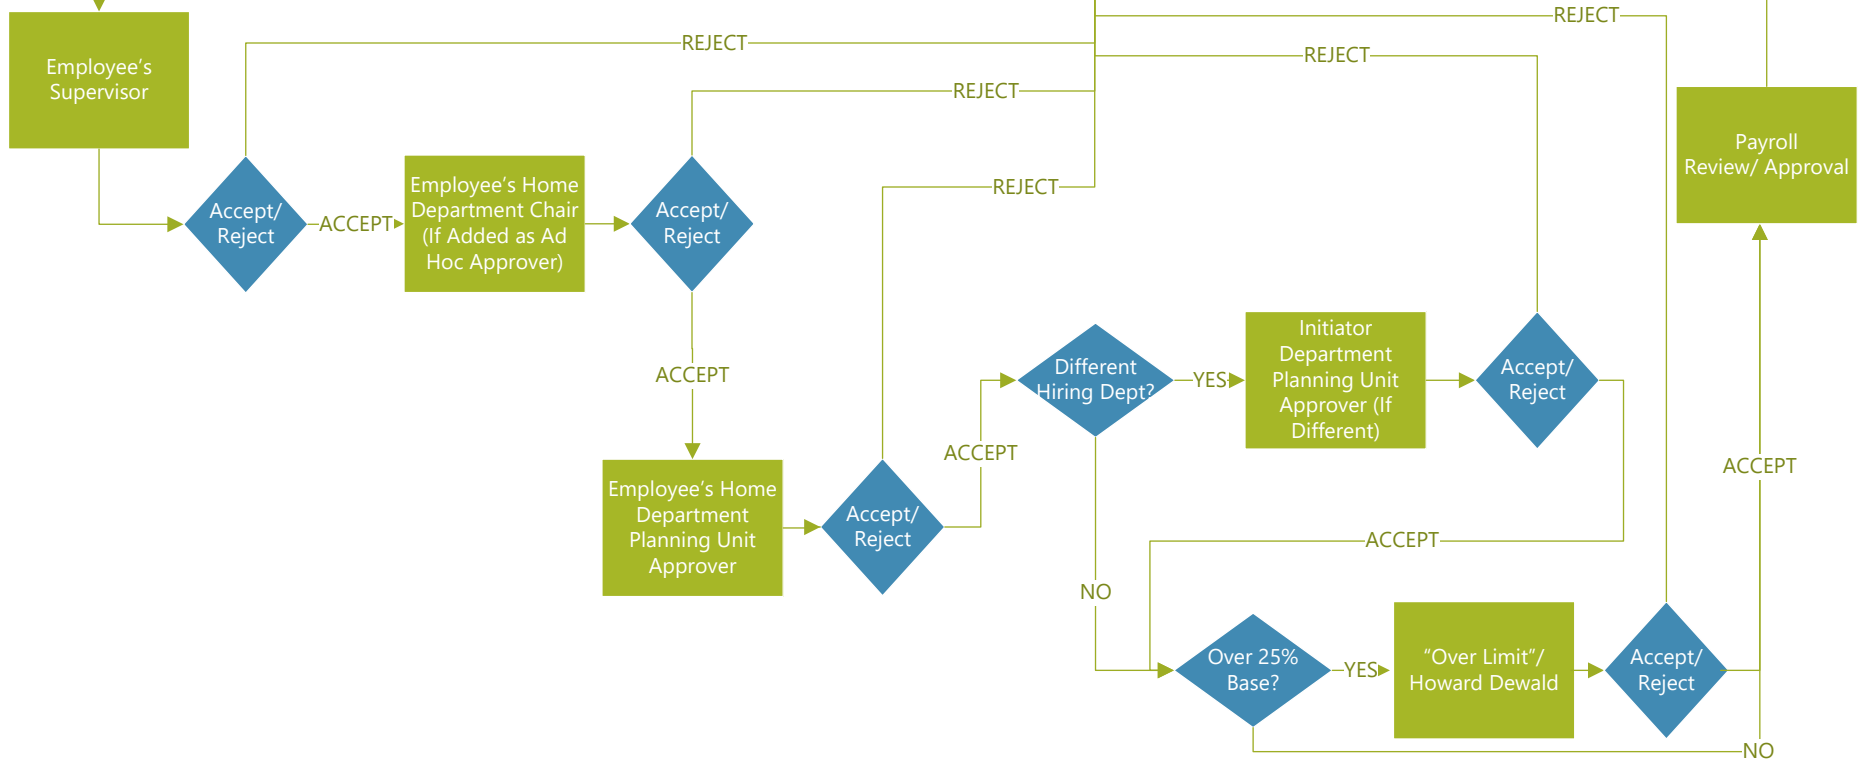 REJECT
REJECT
REJECT
REJECT
REJECT
Employee’s
Supervisor
Accept/
Reject
ACCEPT
Employee’s Home
Department Chair
(If Added as Ad
Hoc Approver)
Accept/
Reject
Payroll
Review/ Approval
ACCEPT
Employee’s Home
Department
Planning Unit
Approver
Accept/
Reject
ACCEPT
Different
Hiring Dept?
YES
Initiator
Department
Planning Unit
Approver (If
Different)
Accept/
Reject
ACCEPT
NO
Over 25%
Base?
YES
“Over Limit”/
Howard Dewald
Accept/
Reject
ACCEPT
NO